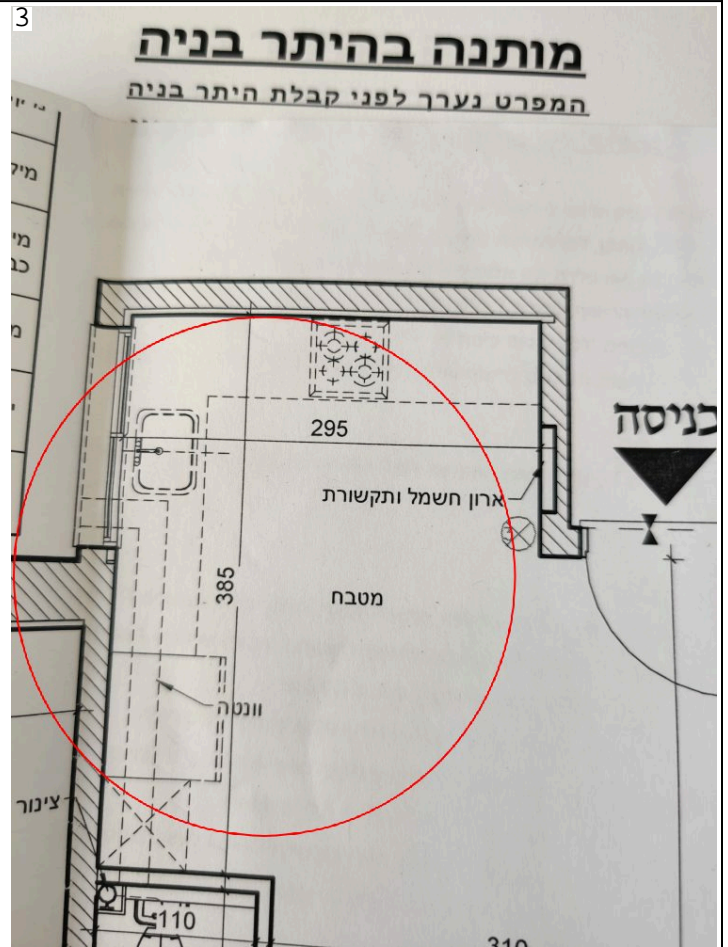 3
מותנה בהיתר בניה
המפרט נערך לפני קבלת היתר בניה
295
כניסה
ארון חשמל ותקשורת
385
מטבח
וונטה
צינור
110
310